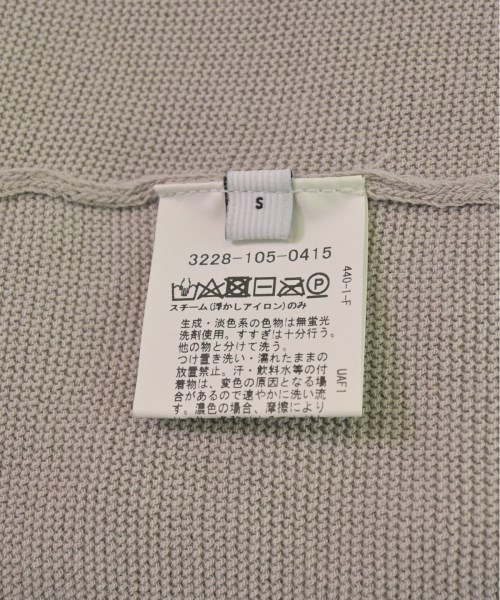 S
3228-105-0415
スチーム(浮かしアイロン)のみ
生成・淡色系の色物は無蛍光
洗剤使用。すすぎは十分行う。
他の物と分けて洗う。
つけ置き洗い・濡れたままの
放置禁止。汗・飲料水等の付
着物は、変色の原因となる場合
があるので速やかに洗い流
す。濃色の場合、摩擦により
440-1-F
UAF1